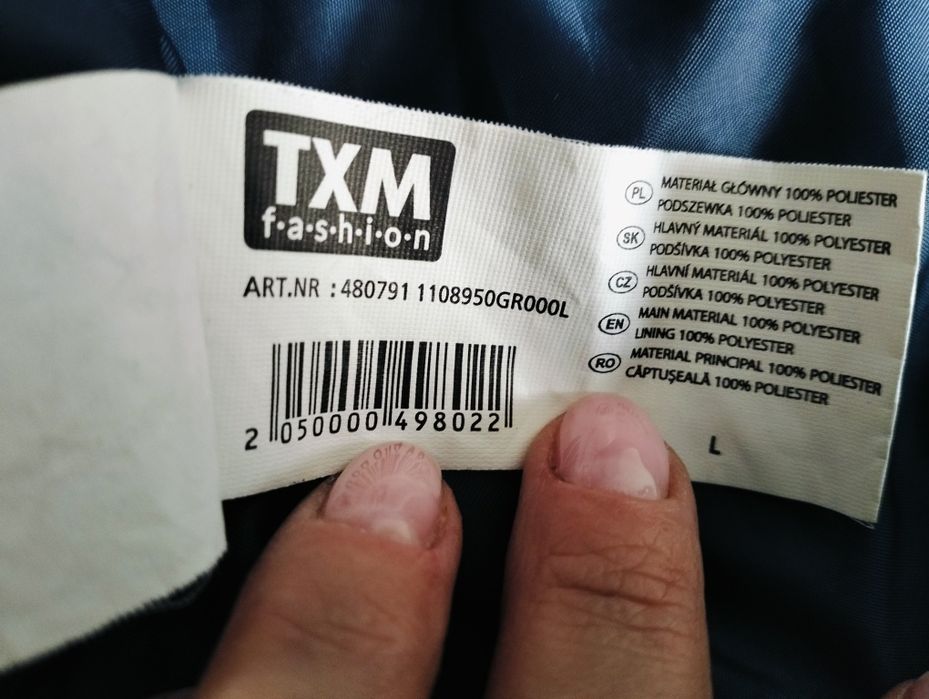 TXM
f·a·s·h·i·o·n
ART.NR : 480791 1108950GR000L
2 050000 498022
PL MATERIAŁ GŁÓWNY 100% POLIESTER
PODSZEWKA 100% POLIESTER
SK HLAVNÝ MATERIÁL 100% POLYESTER
PODŠÍVKA 100% POLYESTER
CZ HLAVNÍ MATERIÁL 100% POLYESTER
PODŠÍVKA 100% POLYESTER
EN MAIN MATERIAL 100% POLYESTER
LINING 100% POLYESTER
RO MATERIAL PRINCIPAL 100% POLIESTER
CĂPTUȘEALĂ 100% POLIESTER
L